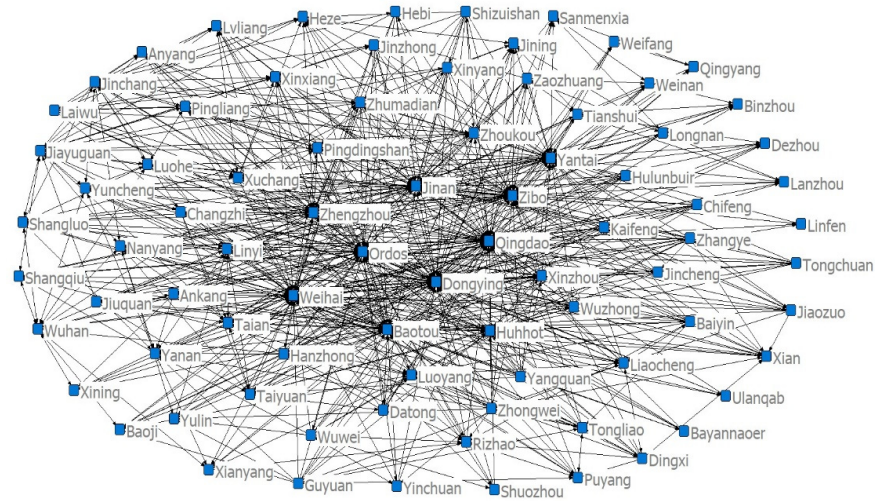 Lvliang
Heze
Hebi
Shizuishan
Sanmenxia
Anyang
Jinzhong
Jining
Weifang
Jinchang
Xinxiang
Xinyang
Zaozhuang
Qingyang
Weinan
Laiwu
Pingliang
Zhumadian
Tianshui
Binzhou
Zhoukou
Longnan
Jiayuguan
Pingdingshan
Yantai
Dezhou
Luohe
Xuchang
Hulunbuir
Lanzhou
Yuncheng
Jinan
Zibo
Chifeng
Shangluo
Changzhi
Zhengzhou
Kaifeng
Linfen
Nanyang
Linyi
Ordos
Qingdao
Zhangye
Tongchuan
Shangqiu
Dongying
Xinzhou
Jincheng
Jiuquan
Ankang
Weihai
Wuzhong
Jiaozuo
Wuhan
Taian
Baotou
Huhhot
Baiyin
Yanan
Hanzhong
Liaocheng
Xian
Xining
Taiyuan
Luoyang
Yangquan
Ulanqab
Baoji
Yulin
Datong
Zhongwei
Tongliao
Bayannaoer
Wuwei
Rizhao
Xianyang
Guyuan
Yinchuan
Shuozhou
Puyang
Dingxi